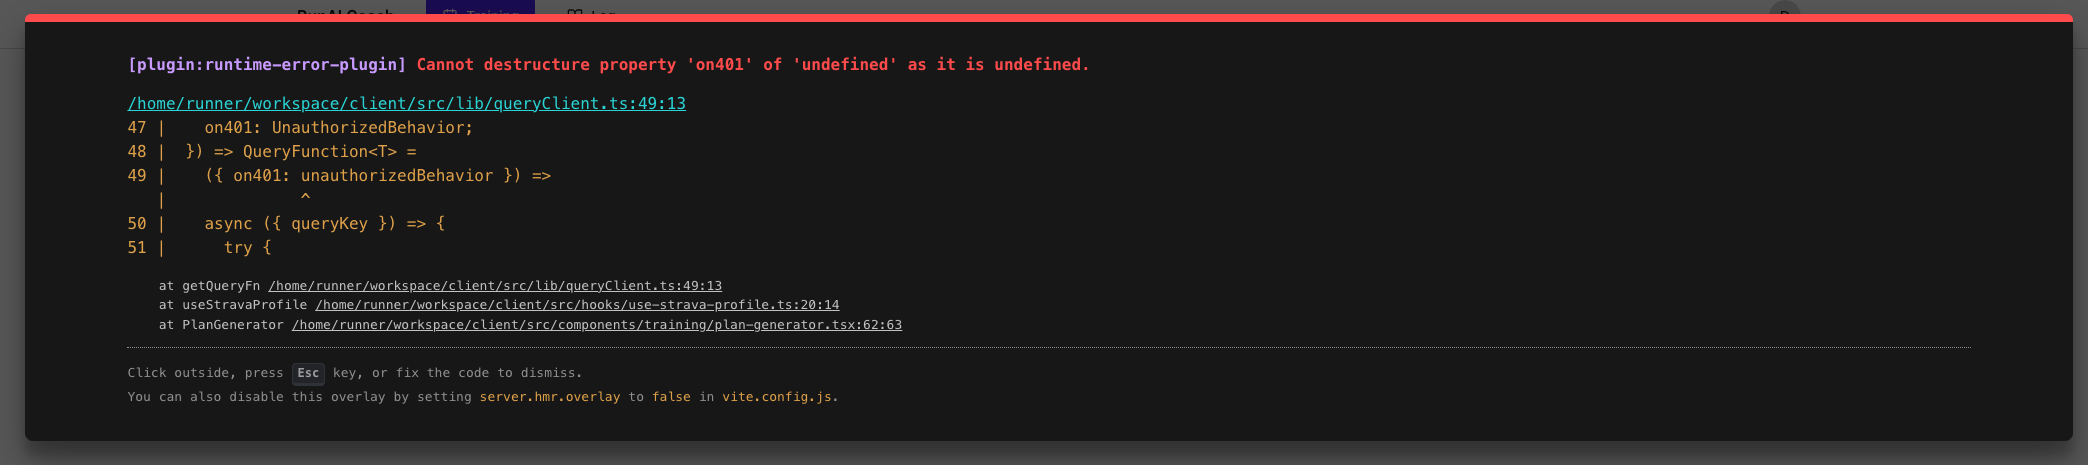 RunAI Coach Training Log
[plugin:runtime-error-plugin] Cannot destructure property 'on401' of 'undefined' as it is undefined.
/home/runner/workspace/client/src/lib/queryClient.ts:49:13
47 |    on401: UnauthorizedBehavior;
48 |  }) => QueryFunction<T> =
49 |    ({ on401: unauthorizedBehavior }) =>
   |              ^
50 |    async ({ queryKey }) => {
51 |      try {
at getQueryFn /home/runner/workspace/client/src/lib/queryClient.ts:49:13
at useStravaProfile /home/runner/workspace/client/src/hooks/use-strava-profile.ts:20:14
at PlanGenerator /home/runner/workspace/client/src/components/training/plan-generator.tsx:62:63
Click outside, press Esc key, or fix the code to dismiss.
You can also disable this overlay by setting server.hmr.overlay to false in vite.config.js.